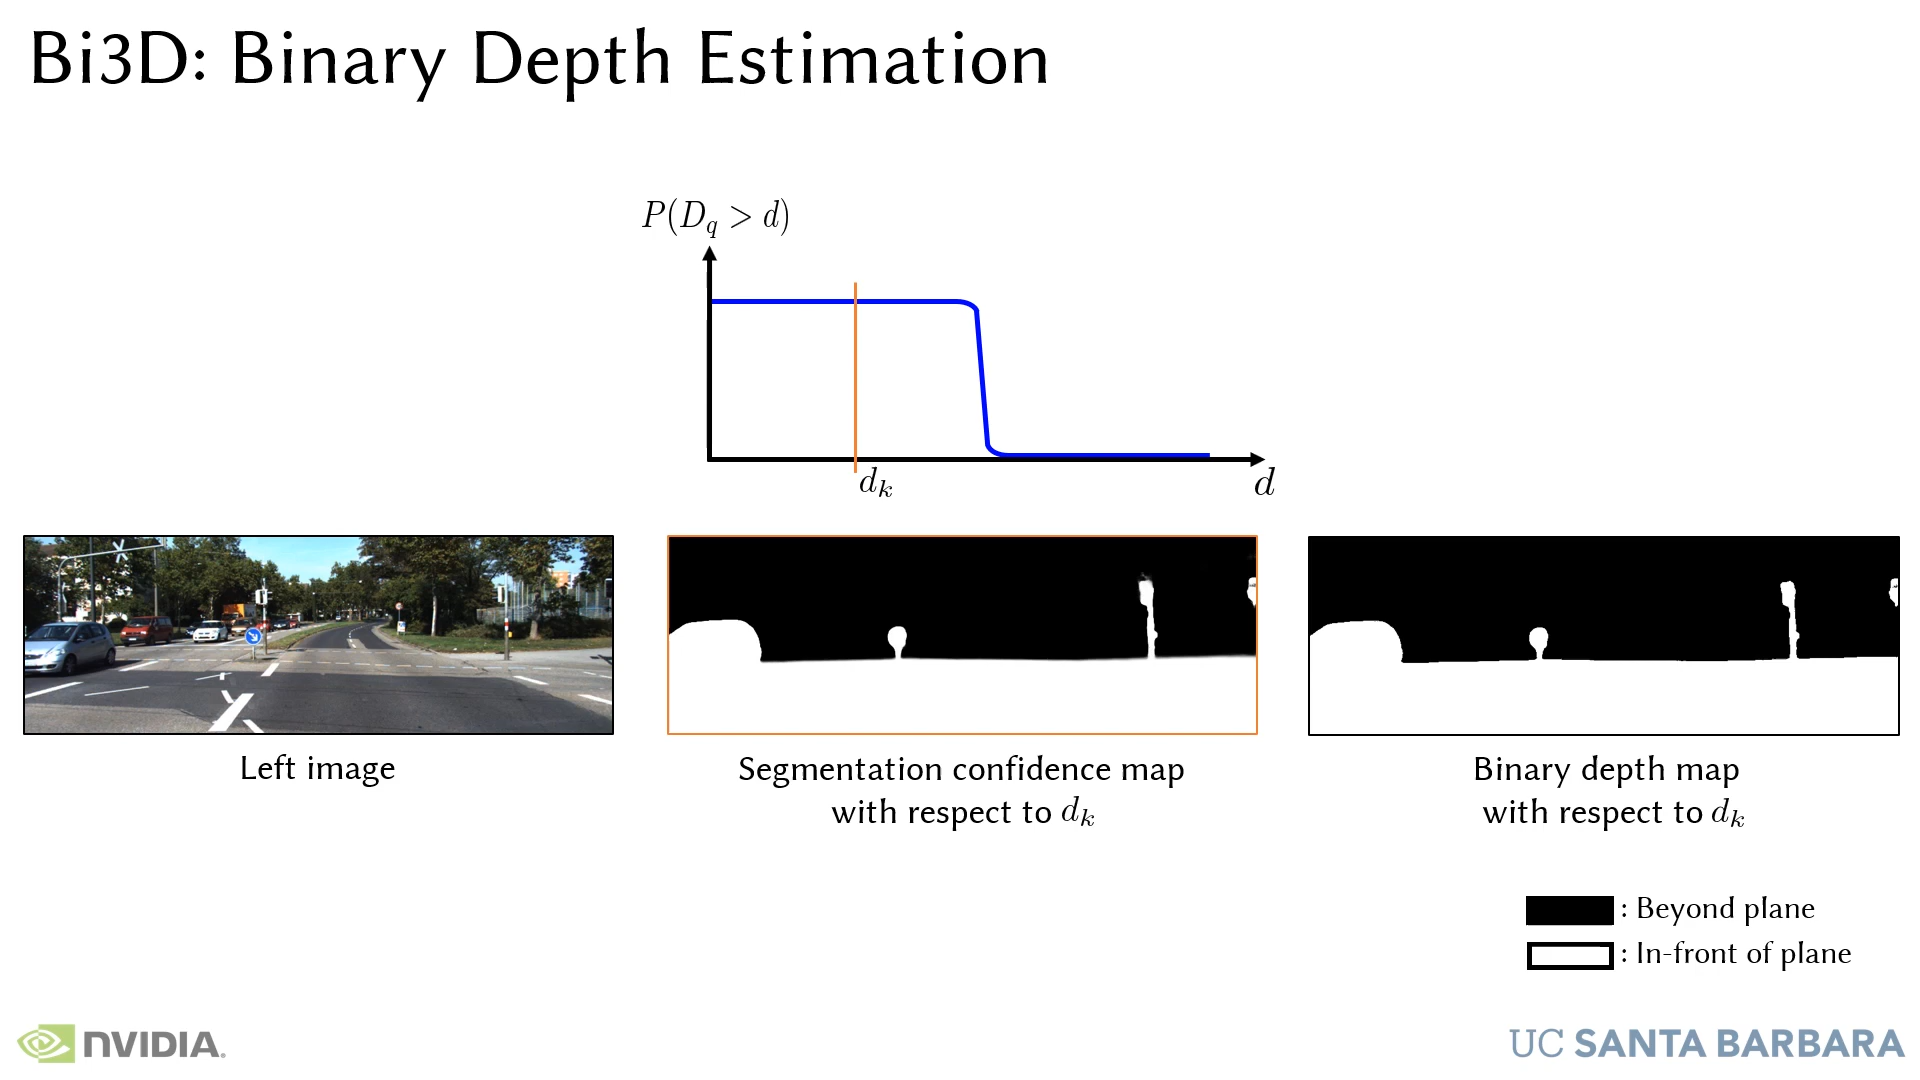 Bi3D: Binary Depth Estimation
P(D_q > d)
d_k
d
Left image
Segmentation confidence map
with respect to d_k
Binary depth map
with respect to d_k
: Beyond plane
: In-front of plane
NVIDIA.
UC SANTA BARBARA